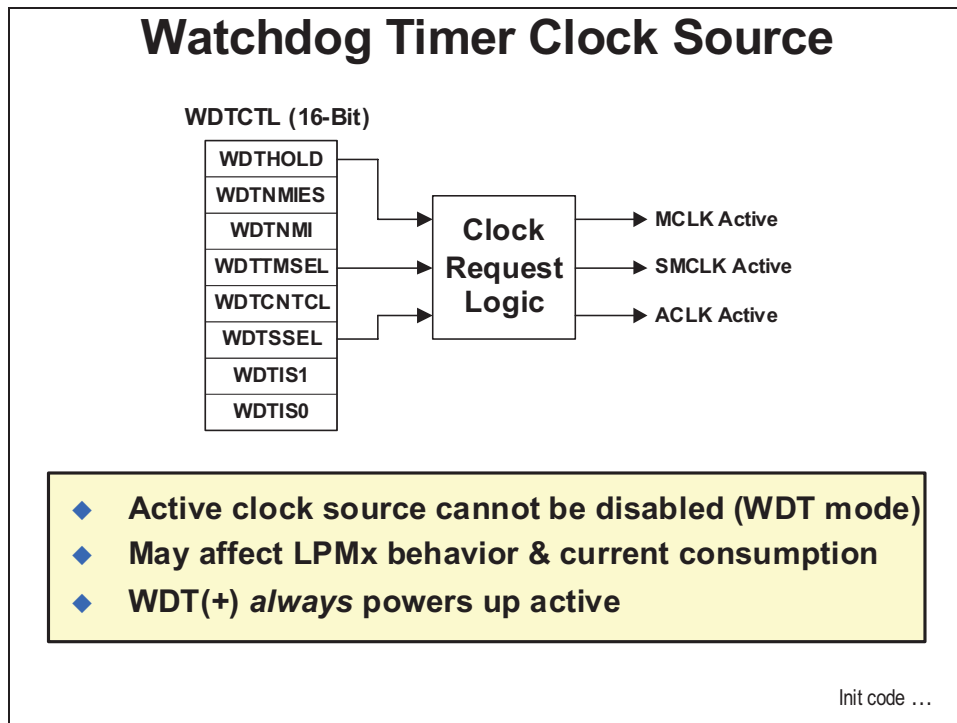 Watchdog Timer Clock Source
WDTCTL (16-Bit)
WDTHOLD
WDTNMIES
WDTNMI
WDTTMSEL
WDTCNTCL
WDTSSEL
WDTIS1
WDTIS0
Clock
Request
Logic
MCLK Active
SMCLK Active
ACLK Active
◆ Active clock source cannot be disabled (WDT mode)
◆ May affect LPMx behavior & current consumption
◆ WDT(+) always powers up active
Init code ...